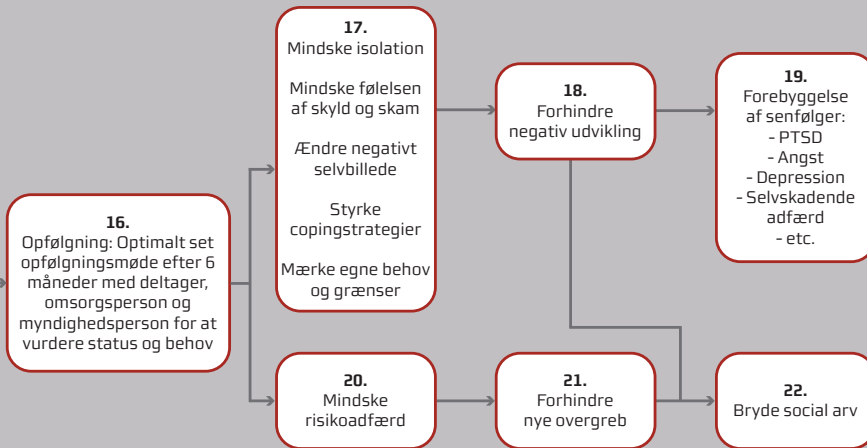 16.
Opfølgning: Optimalt set
opfølgningsmøde efter 6
måneder med deltager,
omsorgsperson og
myndighedsperson for at
vurdere status og behov
17.
Mindske isolation
Mindske følelsen
af skyld og skam
Ændre negativt
selvbillede
Styrke
copingstrategier
Mærke egne behov
og grænser
18.
Forhindre
negativ udvikling
19.
Forebyggelse
af senfølger:
- PTSD
- Angst
- Depression
- Selvskadende
adfærd
- etc.
20.
Mindske
risikoadfærd
21.
Forhindre
nye overgreb
22.
Bryde social arv